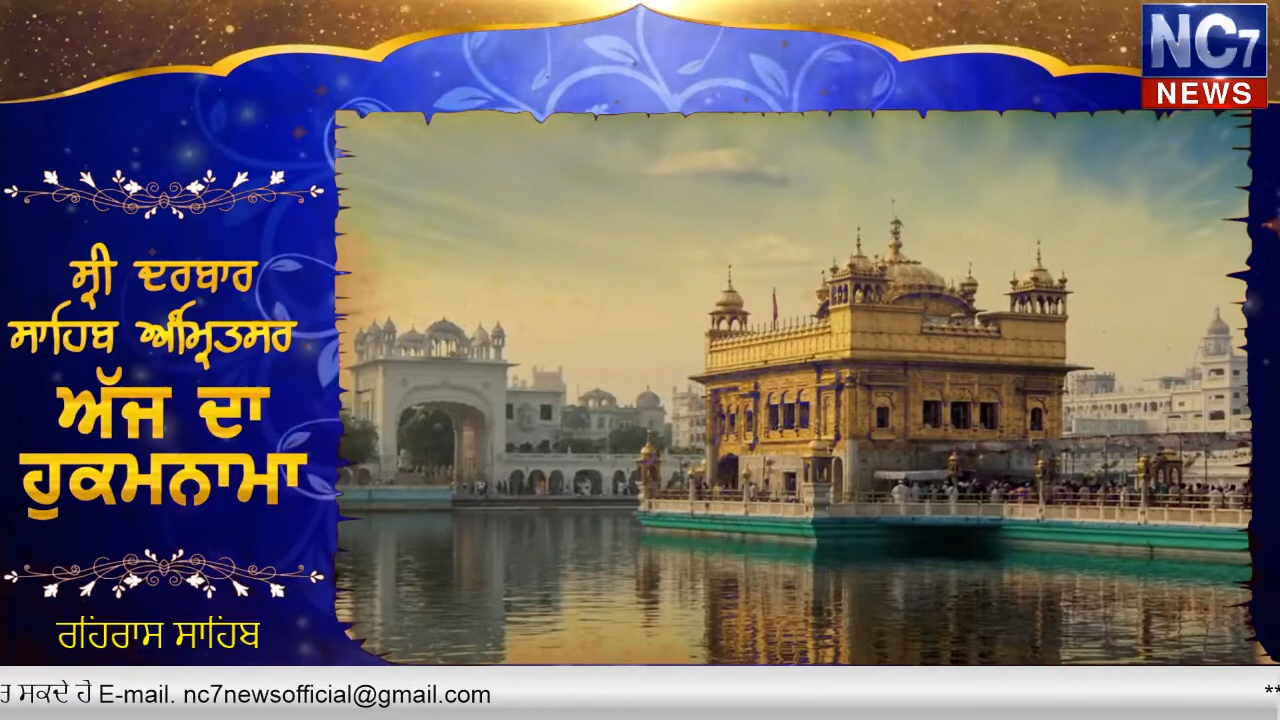 NC7
NEWS
ਸ੍ਰੀ ਦਰਬਾਰ
ਸਾਹਿਬ ਅੰਮ੍ਰਿਤਸਰ
ਅੱਜ ਦਾ
ਹੁਕਮਨਾਮਾ
ਰਹਿਰਾਸ ਸਾਹਿਬ
ਸਕਦੇ ਹੋ E-mail. nc7newsofficial@gmail.com **